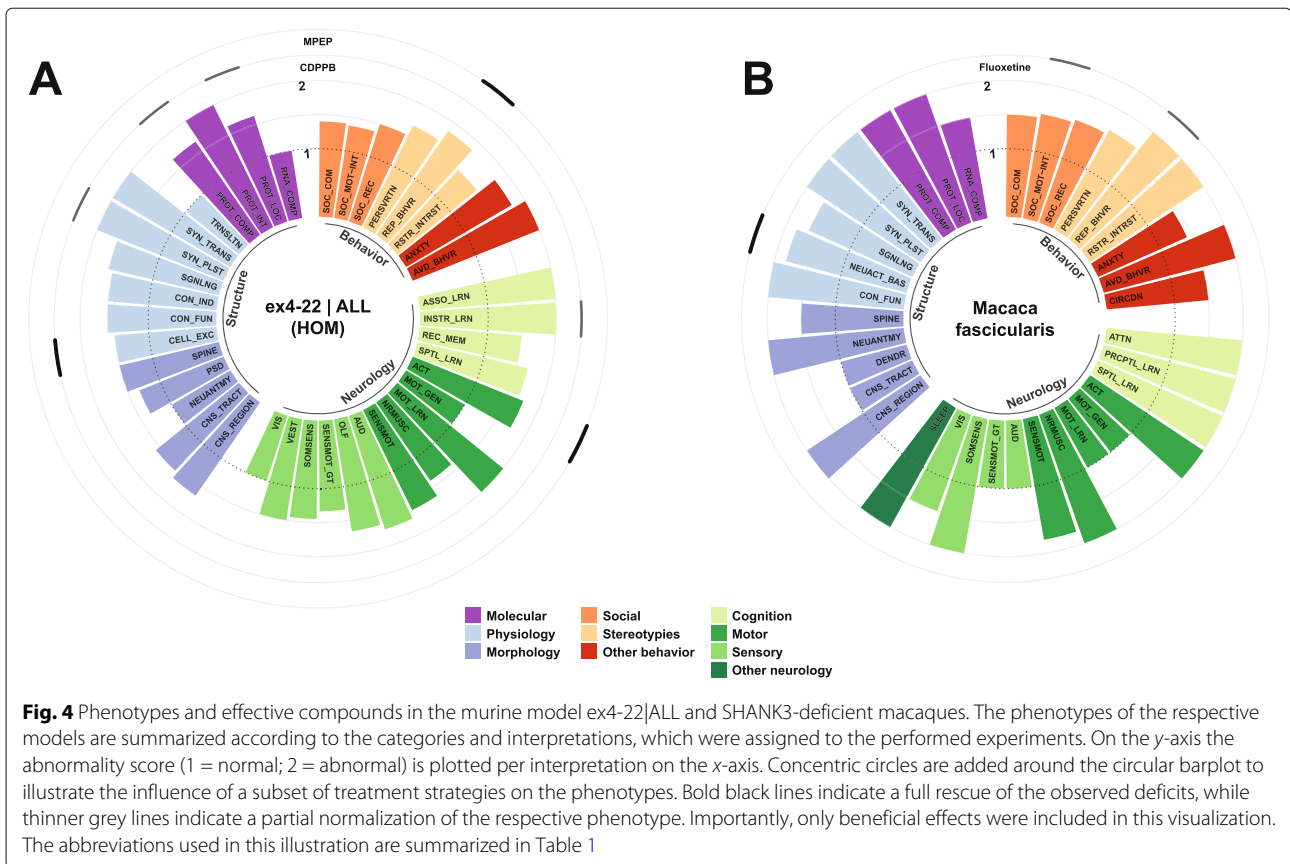 A
MPEP
CDPPB
2
1
SOC_COM
SOC_MOT-INT
SOC_REC
PERSVRTN
REP_BHVR
RSTR_INTRST
ANXTY
AVD_BHVR
Behavior
ASSO_LRN
INSTR_LRN
REC_MEM
SPTL_LRN
ACT
MOT_GEN
MOT_LRN
NRMUSC
SENSMOT
AUD
OLF
SENSMOT_GT
SOMSENS
VEST
VIS
Neurology
CNS_REGION
CNS_TRACT
NEUANTMY
PSD
SPINE
CELL_EXC
CON_FUN
CON_IND
SGNLNG
SYN_PLST
SYN_TRANS
TRNSLTN
PROT_COMP
PROT_INT
PROT_LOC
RNA_COMP
Structure
ex4-22 | ALL
(HOM)
B
Fluoxetine
2
1
SOC_COM
SOC_MOT-INT
SOC_REC
PERSVRTN
REP_BHVR
RSTR_INTRST
ANXTY
AVD_BHVR
CIRCDN
Behavior
ATTN
PRCPTL_LRN
SPTL_LRN
ACT
MOT_GEN
MOT_LRN
NRMUSC
SENSMOT
AUD
SENSMOT_GT
SOMSENS
VIS
SLEEP
Neurology
CNS_REGION
CNS_TRACT
DENDR
NEUANTMY
SPINE
CON_FUN
NEUACT_BAS
SGNLNG
SYN_PLST
SYN_TRANS
PROT_COMP
PROT_LOC
RNA_COMP
Structure
Macaca
fascicularis
Molecular
Physiology
Morphology
Social
Stereotypies
Other behavior
Cognition
Motor
Sensory
Other neurology
Fig. 4 Phenotypes and effective compounds in the murine model ex4-22|ALL and SHANK3-deficient macaques. The phenotypes of the respective
models are summarized according to the categories and interpretations, which were assigned to the performed experiments. On the y-axis the
abnormality score (1 = normal; 2 = abnormal) is plotted per interpretation on the x-axis. Concentric circles are added around the circular barplot to
illustrate the influence of a subset of treatment strategies on the phenotypes. Bold black lines indicate a full rescue of the observed deficits, while
thinner grey lines indicate a partial normalization of the respective phenotype. Importantly, only beneficial effects were included in this visualization.
The abbreviations used in this illustration are summarized in Table 1